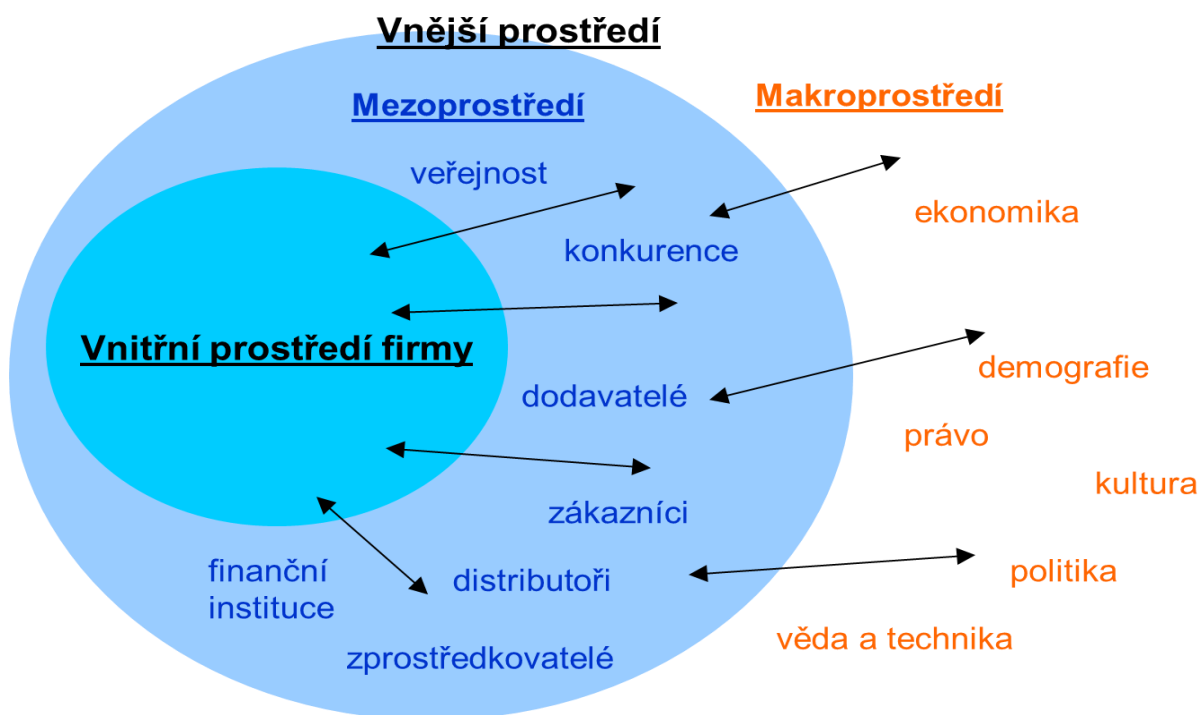 Vnější prostředí
Mezoprostředí
Makroprostředí
veřejnost
ekonomika
konkurence
Vnitřní prostředí firmy
demografie
dodavatelé
právo
kultura
zákazníci
finanční
instituce
distributoři
politika
věda a technika
zprostředkovatelé